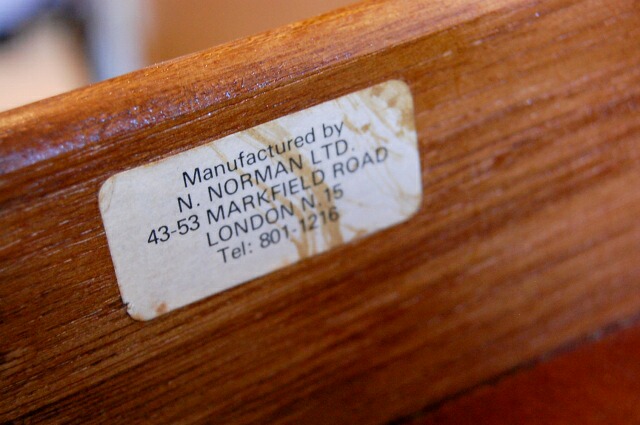 Manufactured by
N. NORMAN LTD.
43-53 MARKFIELD ROAD
LONDON N.15
Tel: 801-1216